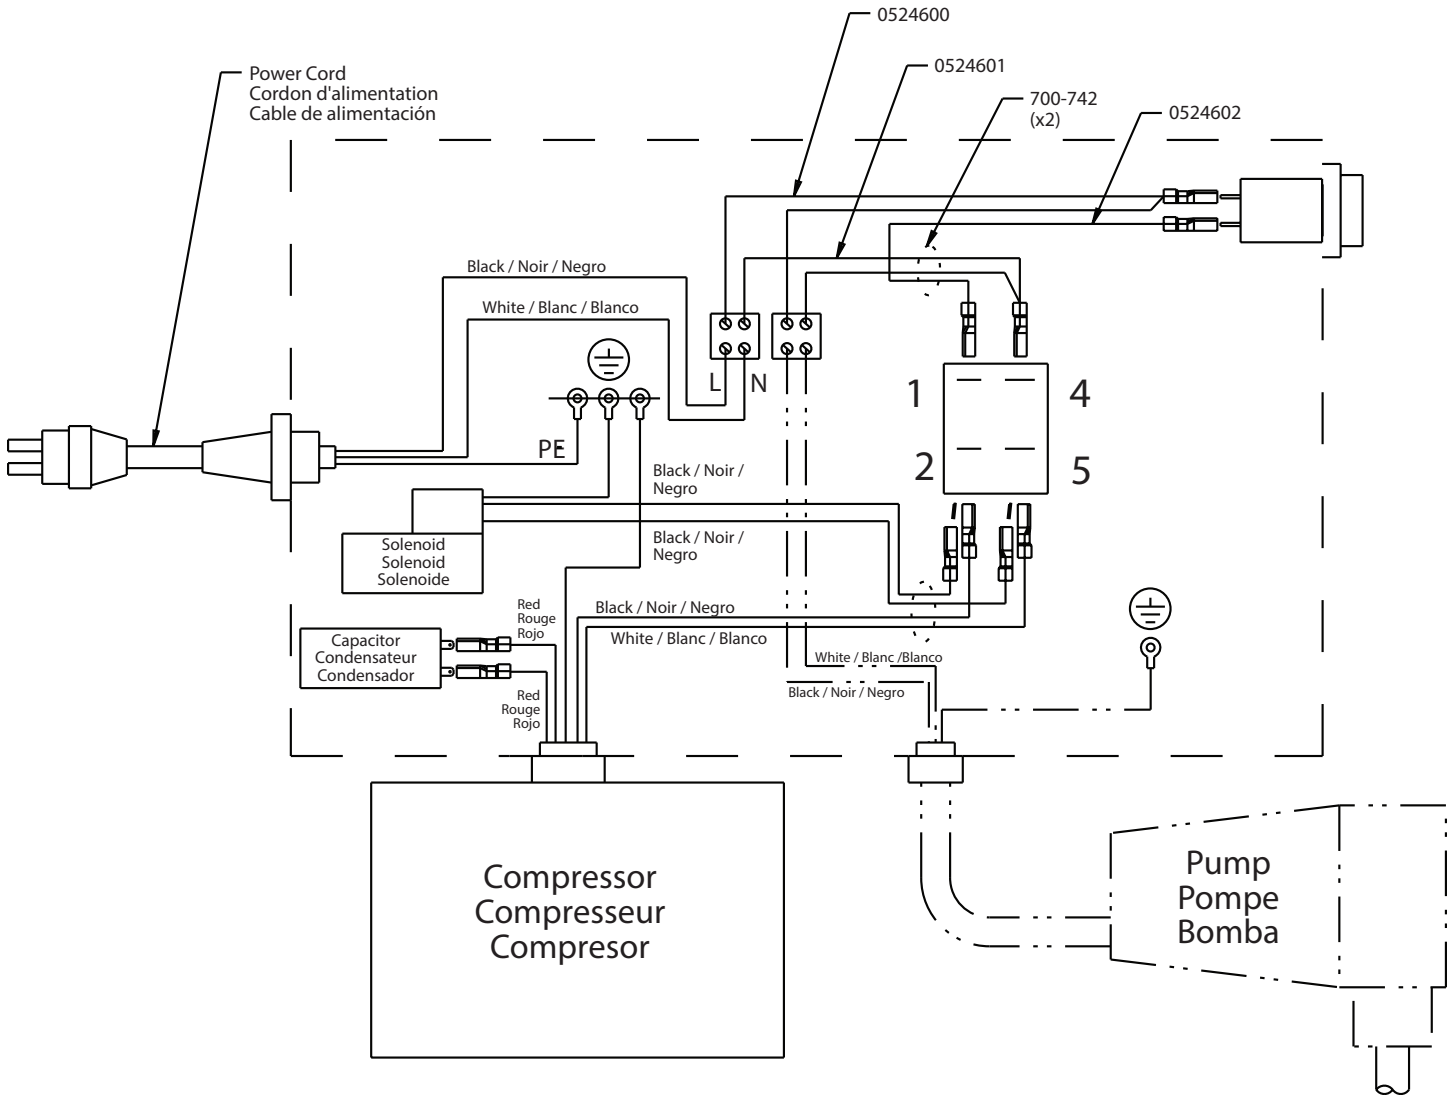 0524600
0524601
700-742
(x2)
0524602
Power Cord
Cordon d'alimentation
Cable de alimentación
Black / Noir / Negro
White / Blanc / Blanco
L
N
1
4
2
5
PE
Black / Noir /
Negro
Black / Noir /
Negro
Solenoid
Solenoid
Solenoide
Red
Rouge
Rojo
Black / Noir / Negro
White / Blanc / Blanco
Capacitor
Condensateur
Condensador
Red
Rouge
Rojo
White / Blanc /Blanco
Black / Noir / Negro
Compressor
Compresseur
Compresor
Pump
Pompe
Bomba